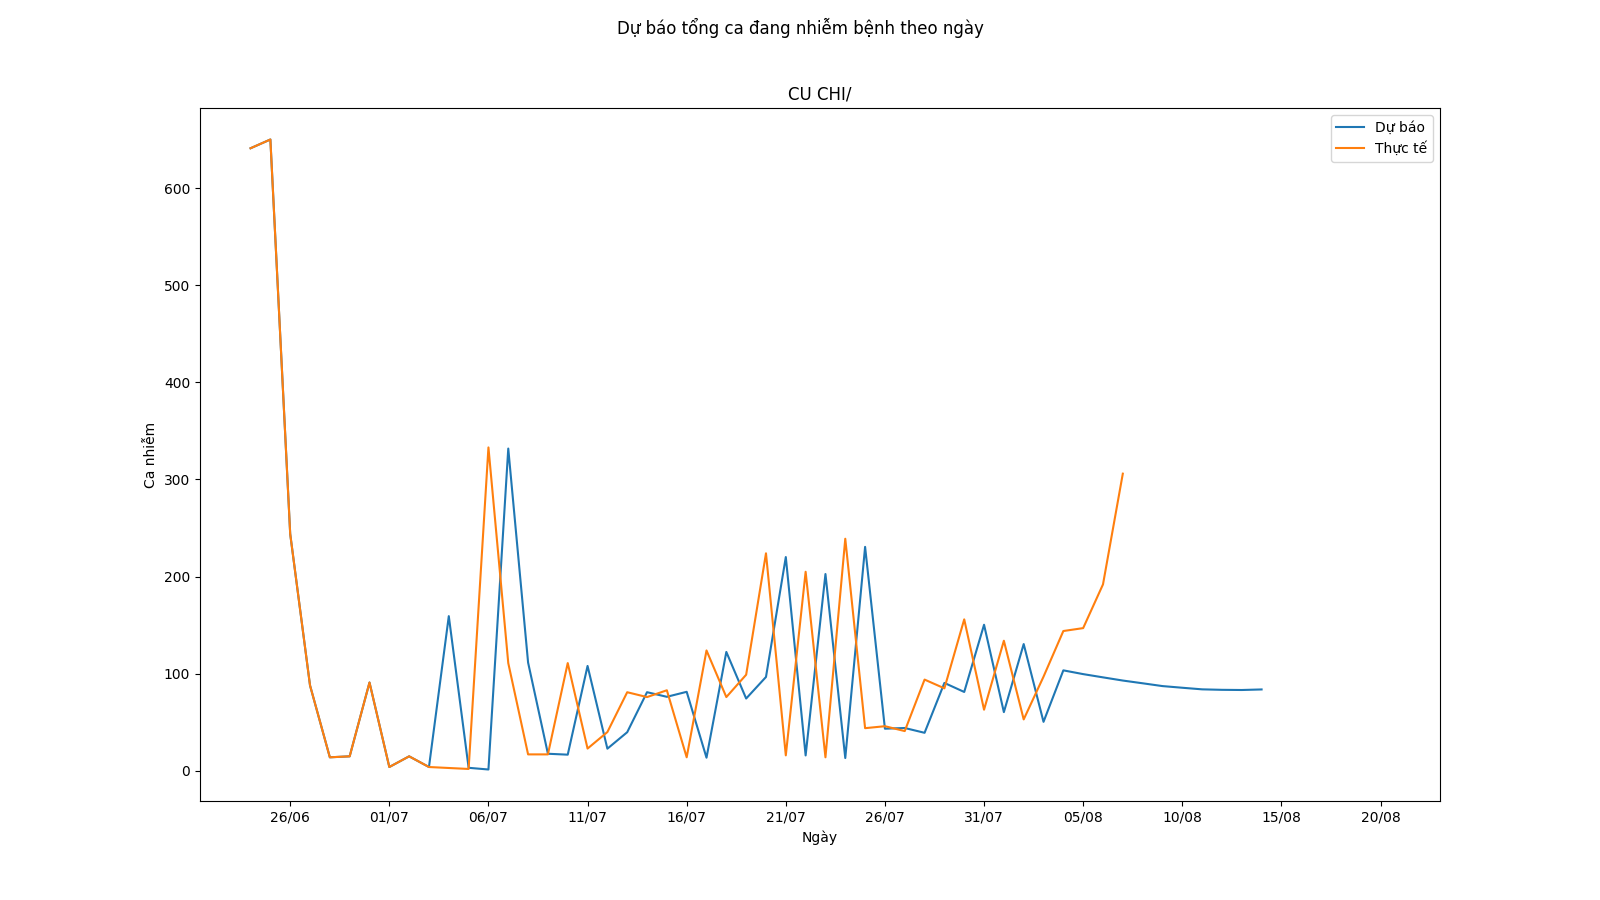 Dự báo tổng ca đang nhiễm bệnh theo ngày
CU CHI/
Dự báo
Thực tế
600
500
400
300
200
100
0
Ca nhiễm
26/06 01/07 06/07 11/07 16/07 21/07 26/07 31/07 05/08 10/08 15/08 20/08
Ngày